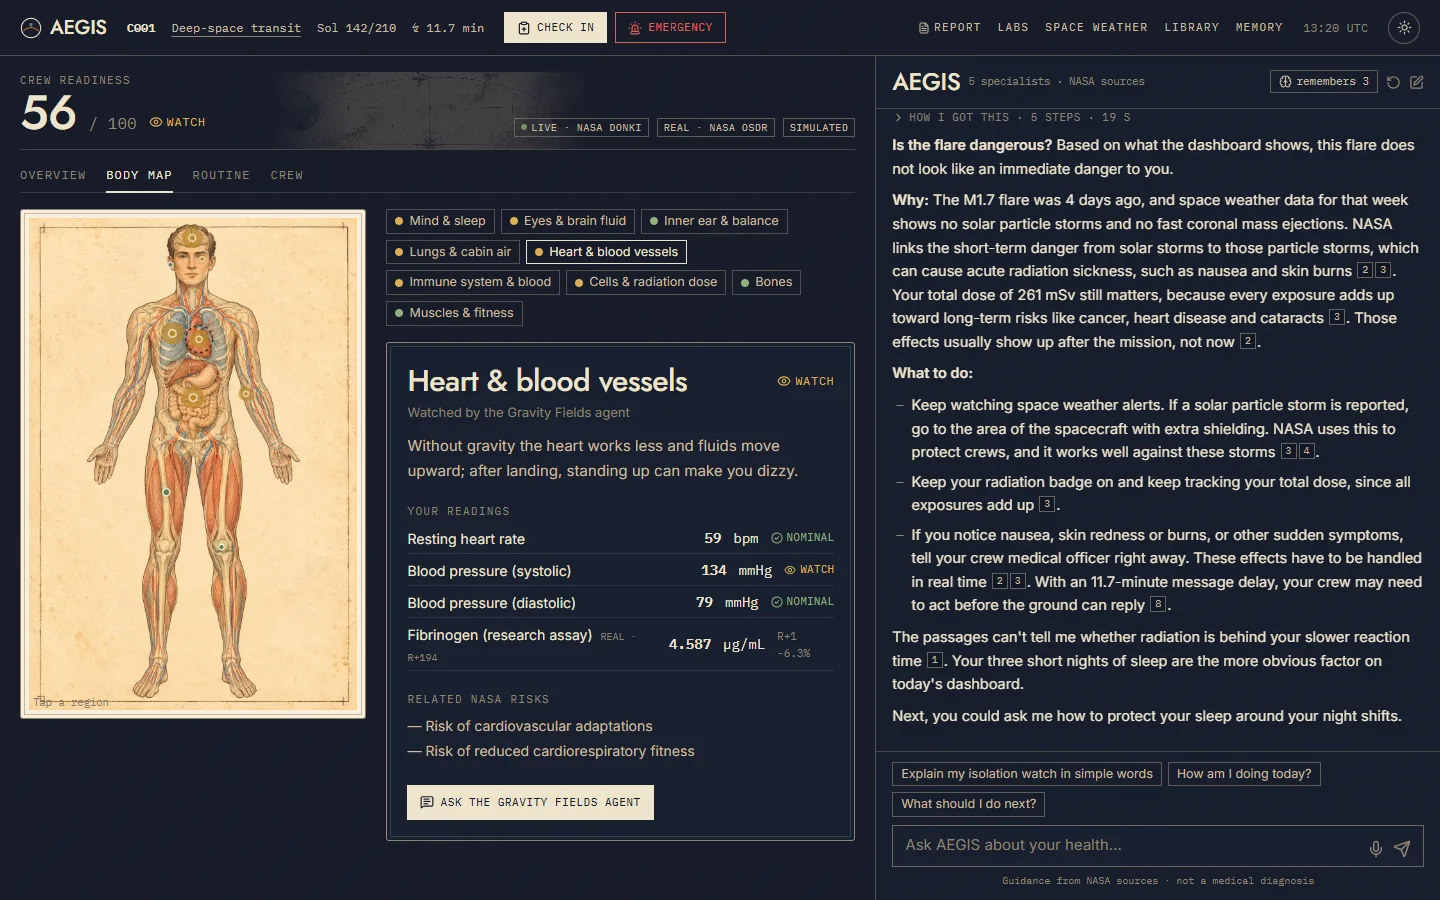 AEGIS C001 Deep-space transit Sol 142/210 11.7 min CHECK IN EMERGENCY REPORT LABS SPACE WEATHER LIBRARY MEMORY 13:20 UTC
CREW READINESS
56 / 100 WATCH
LIVE · NASA DONKI REAL · NASA OSDR SIMULATED
OVERVIEW BODY MAP ROUTINE CREW
Tap a region
Mind & sleep Eyes & brain fluid Inner ear & balance
Lungs & cabin air Heart & blood vessels
Immune system & blood Cells & radiation dose Bones
Muscles & fitness
Heart & blood vessels WATCH
Watched by the Gravity Fields agent
Without gravity the heart works less and fluids move
upward; after landing, standing up can make you dizzy.
YOUR READINGS
Resting heart rate 59 bpm NOMINAL
Blood pressure (systolic) 134 mmHg WATCH
Blood pressure (diastolic) 79 mmHg NOMINAL
Fibrinogen (research assay) REAL · 4.587 µg/mL R+1
R+194 -6.3%
RELATED NASA RISKS
— Risk of cardiovascular adaptations
— Risk of reduced cardiorespiratory fitness
ASK THE GRAVITY FIELDS AGENT
AEGIS 5 specialists · NASA sources remembers 3
HOW I GOT THIS · 5 STEPS · 19 S
Is the flare dangerous? Based on what the dashboard shows, this flare does
not look like an immediate danger to you.
Why: The M1.7 flare was 4 days ago, and space weather data for that week
shows no solar particle storms and no fast coronal mass ejections. NASA
links the short-term danger from solar storms to those particle storms, which
can cause acute radiation sickness, such as nausea and skin burns 2 3.
Your total dose of 261 mSv still matters, because every exposure adds up
toward long-term risks like cancer, heart disease and cataracts 3. Those
effects usually show up after the mission, not now 2.
What to do:
– Keep watching space weather alerts. If a solar particle storm is reported,
go to the area of the spacecraft with extra shielding. NASA uses this to
protect crews, and it works well against these storms 3 4.
– Keep your radiation badge on and keep tracking your total dose, since all
exposures add up 3.
– If you notice nausea, skin redness or burns, or other sudden symptoms,
tell your crew medical officer right away. These effects have to be handled
in real time 2 3. With an 11.7-minute message delay, your crew may need
to act before the ground can reply 8.
The passages can't tell me whether radiation is behind your slower reaction
time 1. Your three short nights of sleep are the more obvious factor on
today's dashboard.
Next, you could ask me how to protect your sleep around your night shifts.
Explain my isolation watch in simple words How am I doing today?
What should I do next?
Ask AEGIS about your health...
Guidance from NASA sources · not a medical diagnosis